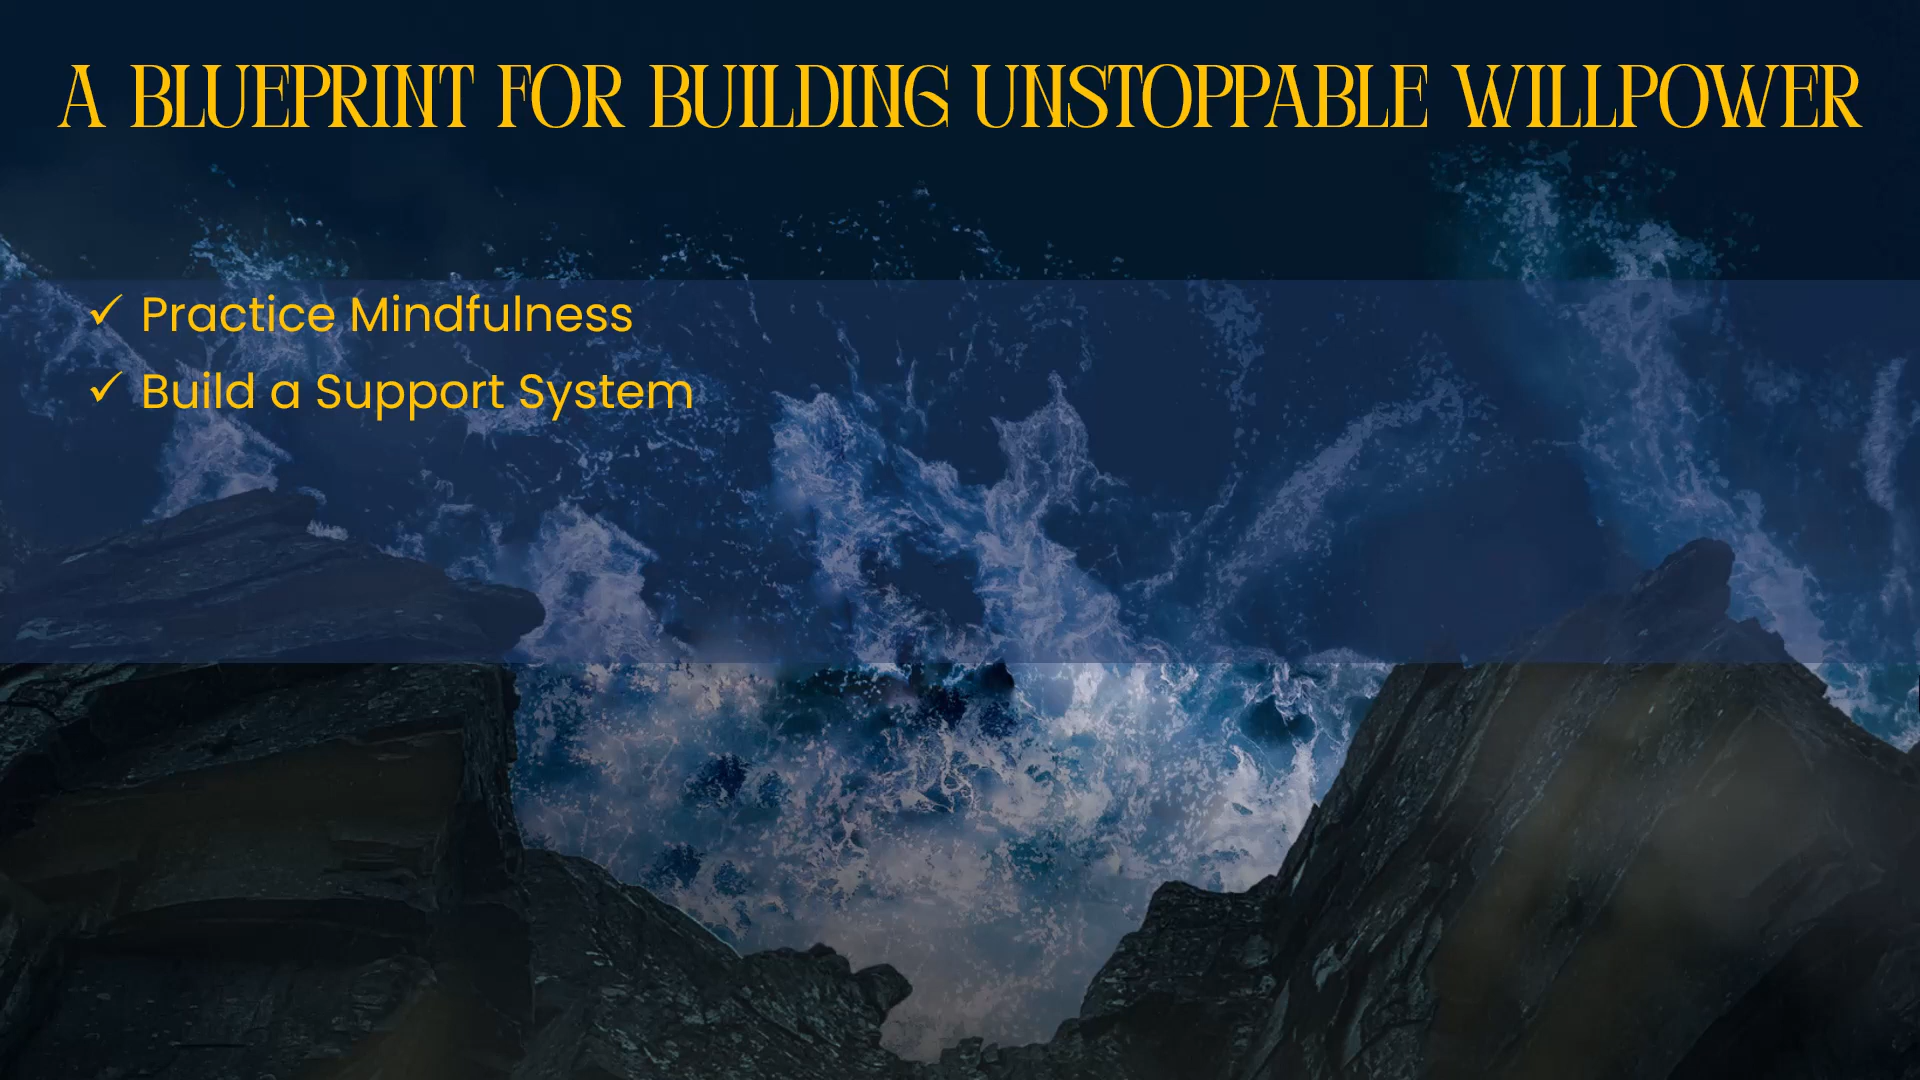 A BLUEPRINT FOR BUILDING UNSTOPPABLE WILLPOWER
✓ Practice Mindfulness
✓ Build a Support System